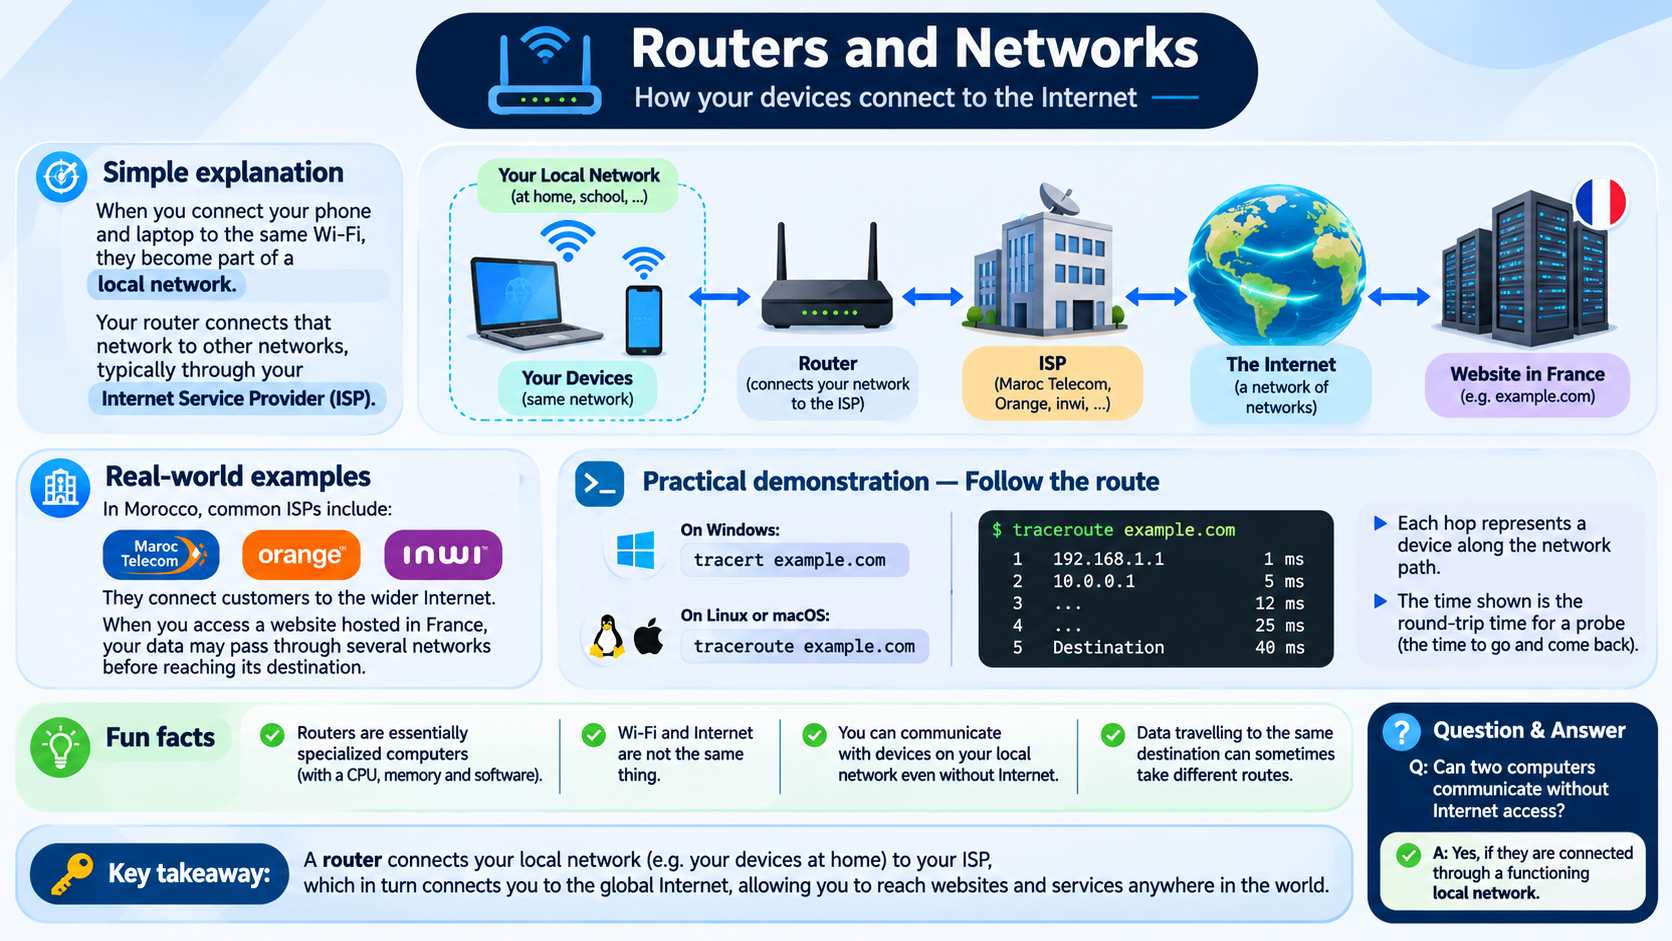 Routers and Networks
How your devices connect to the Internet
Simple explanation
When you connect your phone
and laptop to the same Wi-Fi,
they become part of a
local network.
Your router connects that
network to other networks,
typically through your
Internet Service Provider (ISP).
Your Local Network
(at home, school, ...)
Your Devices
(same network)
Router
(connects your network
to the ISP)
ISP
(Maroc Telecom,
Orange, inwi, ...)
The Internet
(a network of
networks)
Website in France
(e.g. example.com)
Real-world examples
In Morocco, common ISPs include:
Maroc
Telecom
orange™
inwi™
They connect customers to the wider Internet.
When you access a website hosted in France,
your data may pass through several networks
before reaching its destination.
>_
Practical demonstration — Follow the route
On Windows:
tracert example.com
On Linux or macOS:
traceroute example.com
$ traceroute example.com
1 192.168.1.1 1 ms
2 10.0.0.1 5 ms
3 ... 12 ms
4 ... 25 ms
5 Destination 40 ms
Each hop represents a
device along the network
path.
The time shown is the
round-trip time for a probe
(the time to go and come back).
Fun facts
Routers are essentially
specialized computers
(with a CPU, memory and software).
Wi-Fi and Internet
are not the same
thing.
You can communicate
with devices on your local
network even without Internet.
Data travelling to the same
destination can sometimes
take different routes.
Key takeaway:
A router connects your local network (e.g. your devices at home) to your ISP,
which in turn connects you to the global Internet, allowing you to reach websites and services anywhere in the world.
?
Question & Answer
Q: Can two computers
communicate without
Internet access?
A: Yes, if they are connected
through a functioning
local network.